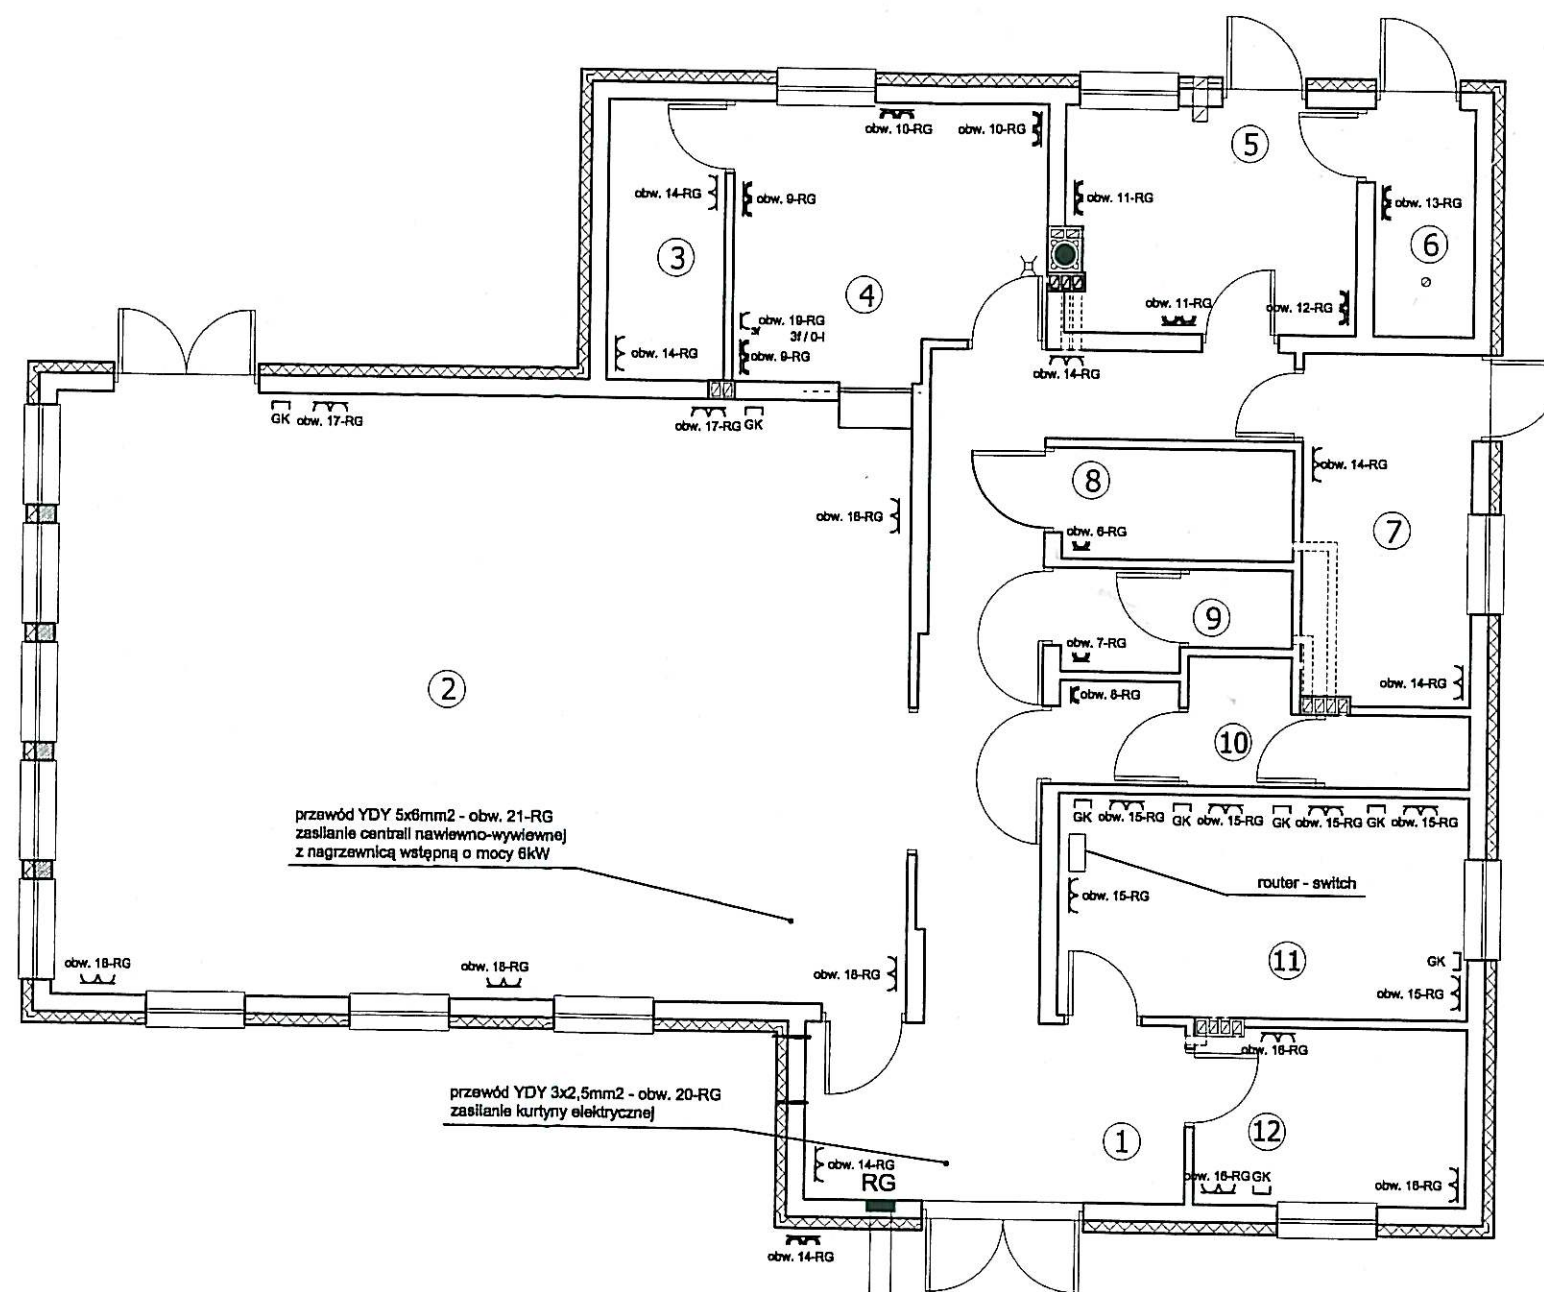 obw. 10-RG
obw. 10-RG
5
obw. 14-RG
obw. 9-RG
obw. 11-RG
obw. 13-RG
3
6
4
obw. 11-RG
obw. 12-RG
obw. 19-RG
3f
3f / 0-I
obw. 14-RG
obw. 9-RG
obw. 14-RG
GK
obw. 17-RG
obw. 17-RG
GK
obw. 14-RG
8
obw. 18-RG
obw. 6-RG
7
9
obw. 7-RG
2
obw. 14-RG
obw. 8-RG
10
przewód YDY 5x6mm2 - obw. 21-RG
zasilanie centrali nawiewno-wywiewnej
z nagrzewnicą wstępną o mocy 6kW
GK
obw. 15-RG
GK
obw. 15-RG
GK
obw. 15-RG
GK
obw. 15-RG
router - switch
obw. 15-RG
obw. 18-RG
obw. 18-RG
obw. 18-RG
11
GK
obw. 15-RG
obw. 16-RG
przewód YDY 3x2,5mm2 - obw. 20-RG
zasilanie kurtyny elektrycznej
1
12
obw. 14-RG
RG
obw. 16-RG
GK
obw. 16-RG
obw. 14-RG